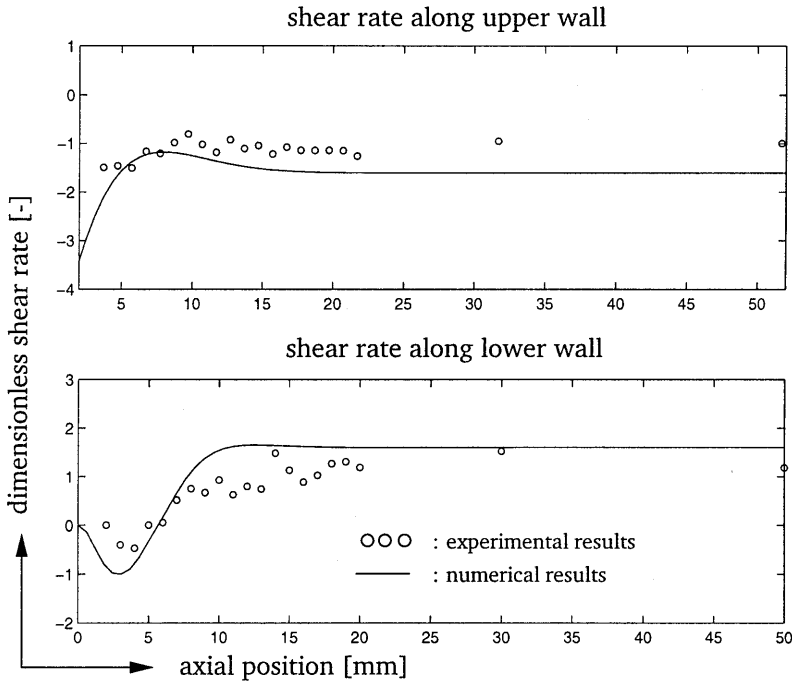 shear rate along upper wall
1
0
−1
−2
−3
−4
5 10 15 20 25 30 35 40 45 50
shear rate along lower wall
3
2
1
0
−1
−2
0 5 10 15 20 25 30 35 40 45 50
: experimental results
: numerical results
dimensionless shear rate [-]
axial position [mm]